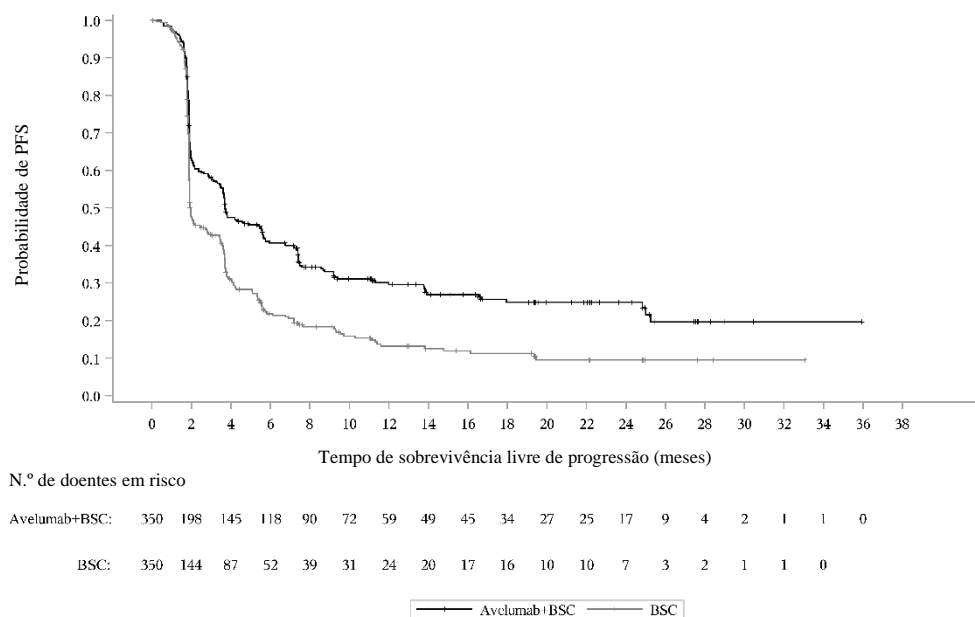 1.0
0.9
0.8
0.7
0.6
0.5
0.4
0.3
0.2
0.1
0.0
Probabilidade de PFS
0 2 4 6 8 10 12 14 16 18 20 22 24 26 28 30 32 34 36 38
Tempo de sobrevivência livre de progressão (meses)
N.º de doentes em risco
Avelumab+BSC: 350 198 145 118 90 72 59 49 45 34 27 25 17 9 4 2 1 1 0
BSC: 350 144 87 52 39 31 24 20 17 16 10 10 7 3 2 1 1 0
Avelumab+BSC BSC